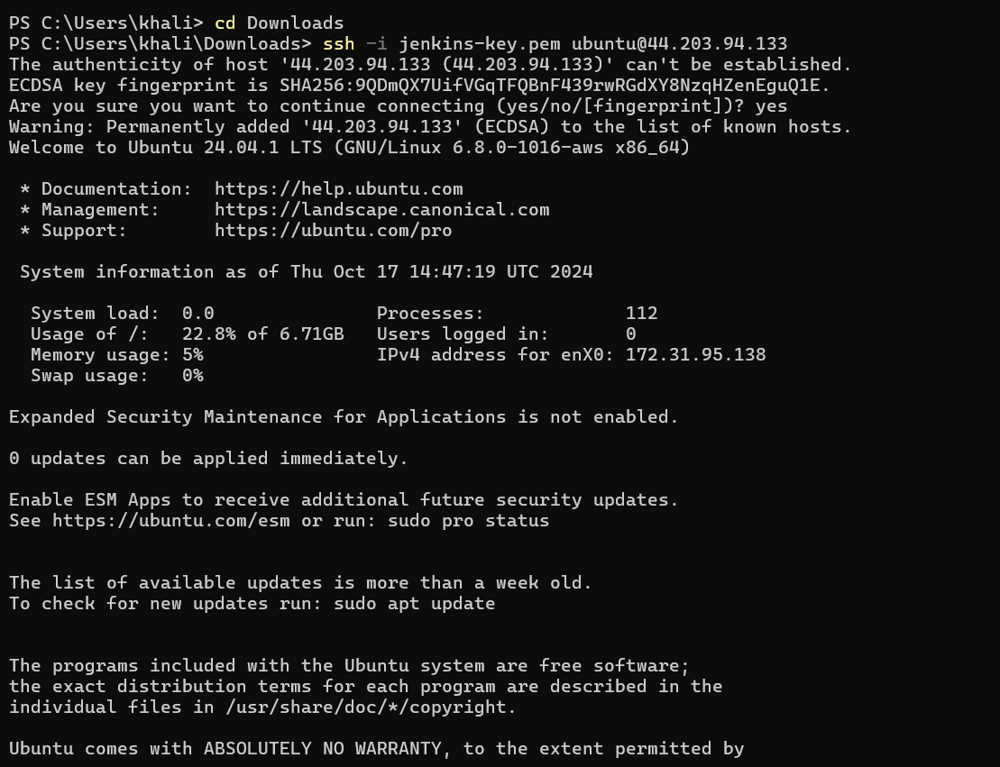 PS C:\Users\khali> cd Downloads
PS C:\Users\khali\Downloads> ssh -i jenkins-key.pem ubuntu@44.203.94.133
The authenticity of host '44.203.94.133 (44.203.94.133)' can't be established.
ECDSA key fingerprint is SHA256:9QDmQX7UifVGqTFQBnF439rwRGdXY8NzqHZenEguQ1E.
Are you sure you want to continue connecting (yes/no/[fingerprint])? yes
Warning: Permanently added '44.203.94.133' (ECDSA) to the list of known hosts.
Welcome to Ubuntu 24.04.1 LTS (GNU/Linux 6.8.0-1016-aws x86_64)

 * Documentation:  https://help.ubuntu.com
 * Management:     https://landscape.canonical.com
 * Support:        https://ubuntu.com/pro

 System information as of Thu Oct 17 14:47:19 UTC 2024

  System load:  0.0               Processes:             112
  Usage of /:   22.8% of 6.71GB   Users logged in:       0
  Memory usage: 5%                IPv4 address for enX0: 172.31.95.138
  Swap usage:   0%

Expanded Security Maintenance for Applications is not enabled.

0 updates can be applied immediately.

Enable ESM Apps to receive additional future security updates.
See https://ubuntu.com/esm or run: sudo pro status


The list of available updates is more than a week old.
To check for new updates run: sudo apt update


The programs included with the Ubuntu system are free software;
the exact distribution terms for each program are described in the
individual files in /usr/share/doc/*/copyright.

Ubuntu comes with ABSOLUTELY NO WARRANTY, to the extent permitted by